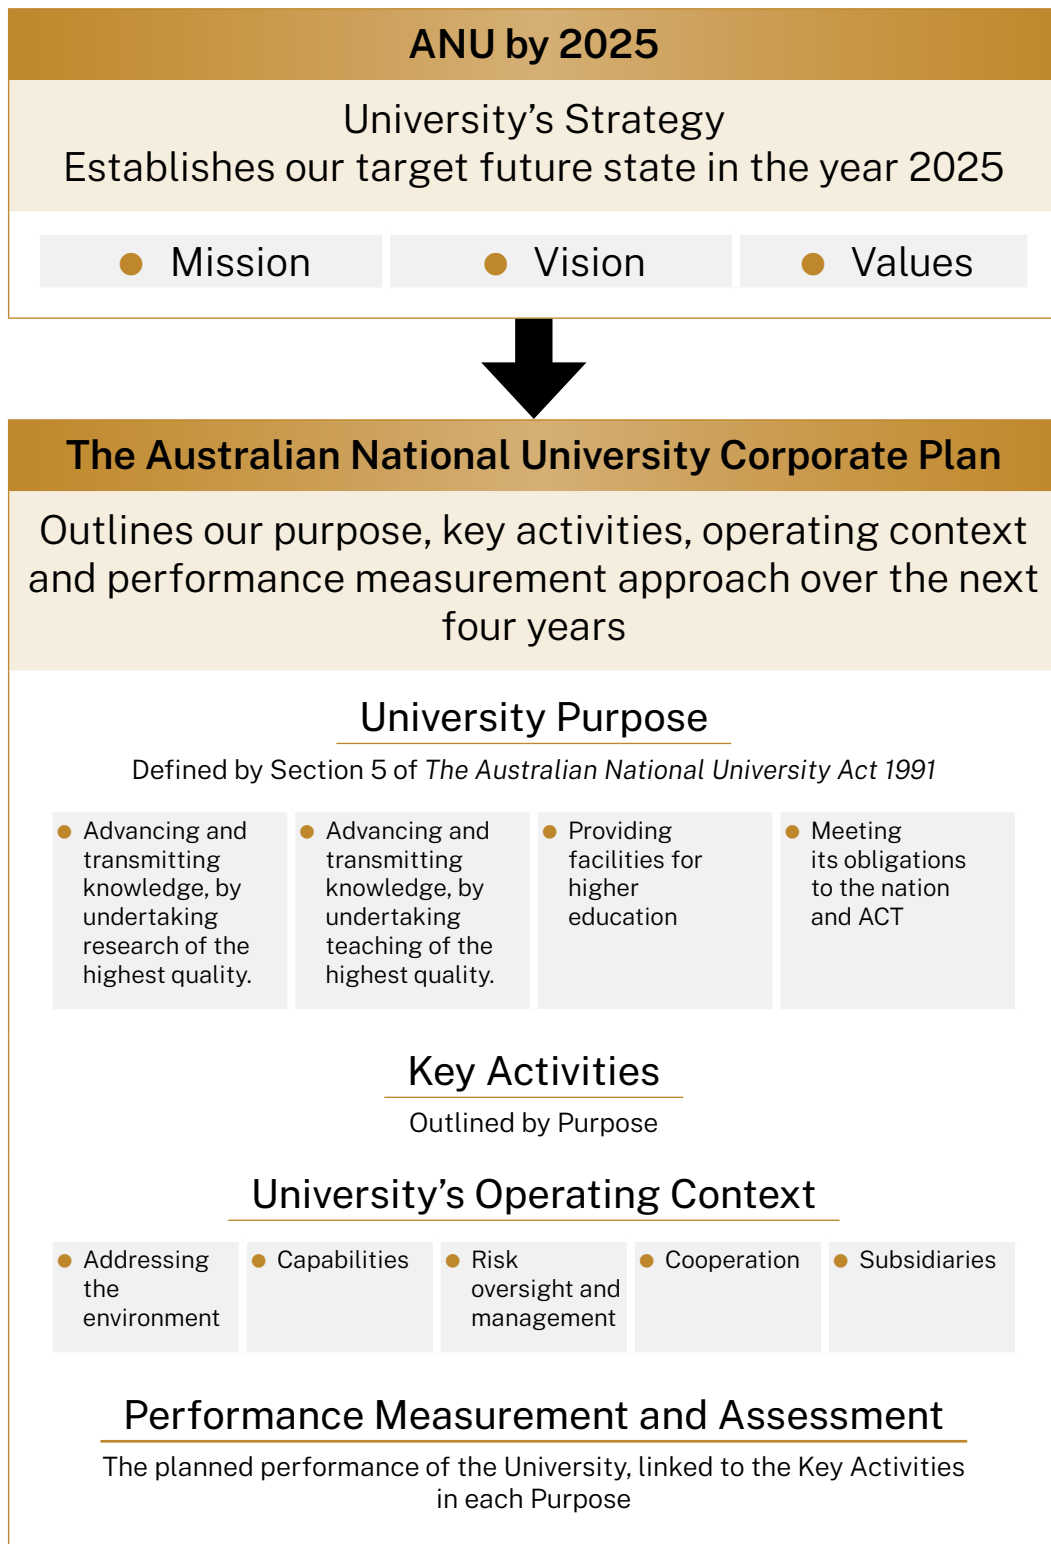 ANU by 2025
University’s Strategy
Establishes our target future state in the year 2025
Mission
Vision
Values
The Australian National University Corporate Plan
Outlines our purpose, key activities, operating context
and performance measurement approach over the next
four years
University Purpose
Defined by Section 5 of The Australian National University Act 1991
Advancing and
transmitting
knowledge, by
undertaking
research of the
highest quality.
Advancing and
transmitting
knowledge, by
undertaking
teaching of the
highest quality.
Providing
facilities for
higher
education
Meeting
its obligations
to the nation
and ACT
Key Activities
Outlined by Purpose
University’s Operating Context
Addressing
the
environment
Capabilities
Risk
oversight and
management
Cooperation
Subsidiaries
Performance Measurement and Assessment
The planned performance of the University, linked to the Key Activities
in each Purpose